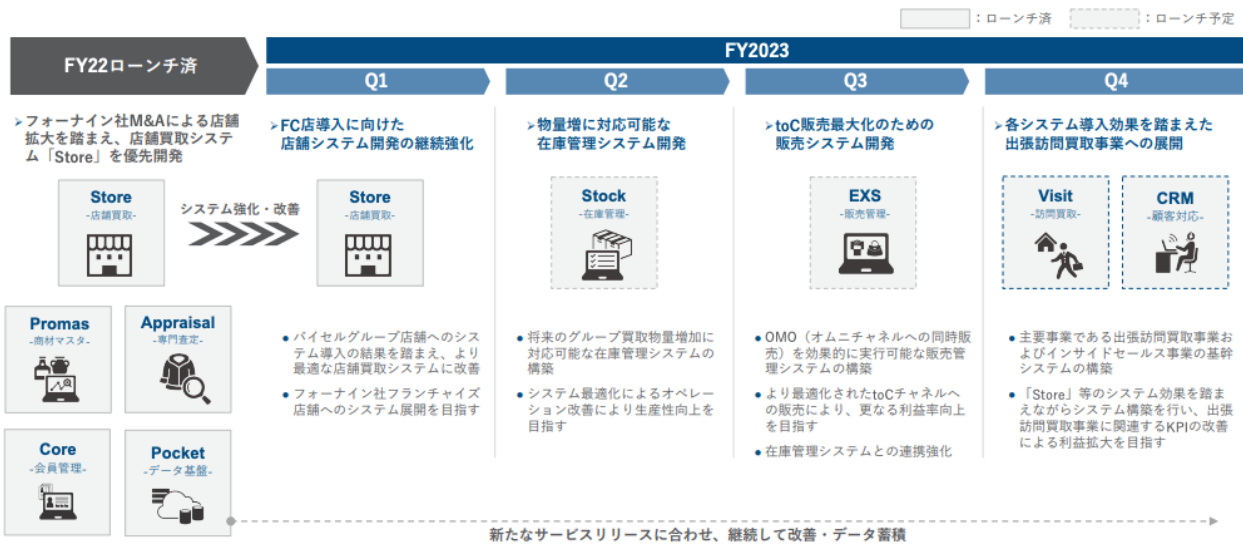 ：ローンチ済
：ローンチ予定
FY22ローンチ済
FY2023
Q1
Q2
Q3
Q4
➢フォーナイン社M&Aによる店舗
拡大を踏まえ、店舗買取システ
ム「Store」を優先開発
Store
-店舗買取-
システム強化・改善
Promas
-商材マスタ-
Appraisal
-専門査定-
Core
-会員管理-
Pocket
-データ基盤-
➢FC店導入に向けた
店舗システム開発の継続強化
Store
-店舗買取-
● バイセルグループ店舗へのシス
テム導入の結果を踏まえ、より
最適な店舗買取システムに改善
● フォーナイン社フランチャイズ
店舗へのシステム展開を目指す
➢物量増に対応可能な
在庫管理システム開発
Stock
-在庫管理-
● 将来のグループ買取物量増加に
対応可能な在庫管理システムの
構築
● システム最適化によるオペレー
ション改善により生産性向上を
目指す
➢toC販売最大化のための
販売システム開発
EXS
-販売管理-
● OMO（オムニチャネルへの同時販
売）を効果的に実行可能な販売管
理システムの構築
● より最適化されたtoCチャネルへ
の販売により、更なる利益率向上
を目指す
● 在庫管理システムとの連携強化
➢各システム導入効果を踏まえた
出張訪問買取事業への展開
Visit
-訪問買取-
CRM
-顧客対応-
● 主要事業である出張訪問買取事業お
よびインサイドセールス事業の基幹
システムの構築
● 「Store」等のシステム効果を踏ま
えながらシステム構築を行い、出張
訪問買取事業に関連するKPIの改善
による利益拡大を目指す
新たなサービスリリースに合わせ、継続して改善・データ蓄積